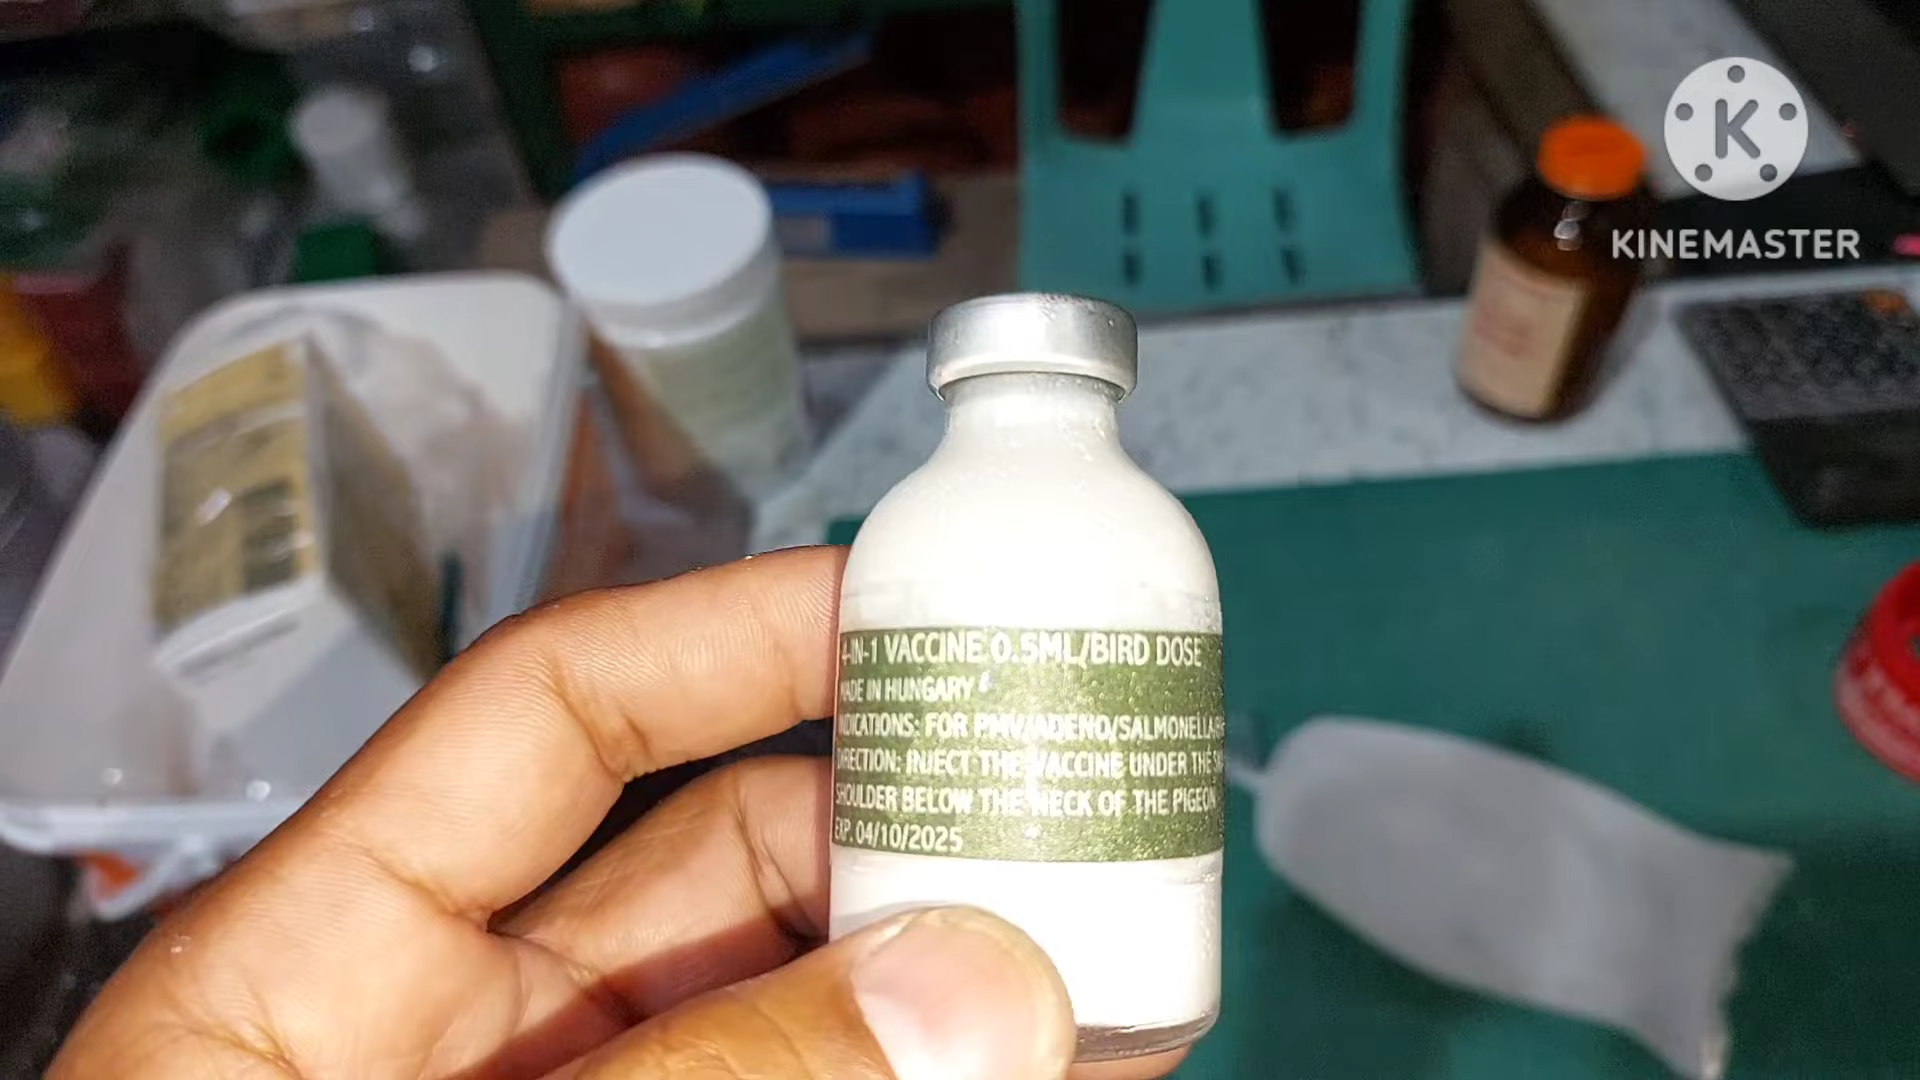 K
KINEMASTER
4-IN-1 VACCINE 0.5ML/BIRD DOSE
MADE IN HUNGARY
INDICATIONS: FOR PMV/ADENO/SALMONELLA/
DIRECTION: INJECT THE VACCINE UNDER THE
SHOULDER BELOW THE NECK OF THE PIGEON
EXP. 04/10/2025